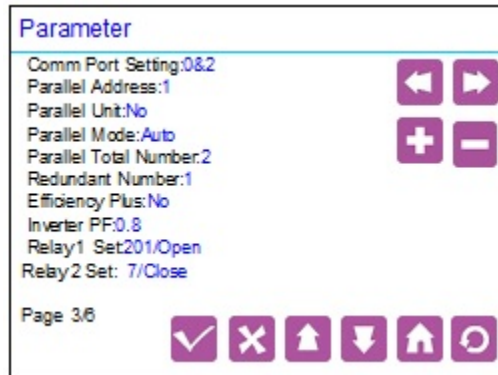 Parameter
Comm Port Setting:0&2
Parallel Address:1
Parallel Unit:No
Parallel Mode:Auto
Parallel Total Number:2
Redundant Number:1
Efficiency Plus:No
Inverter PF:0.8
Relay1 Set:201/Open
Relay2 Set: 7/Close
Page 3/6